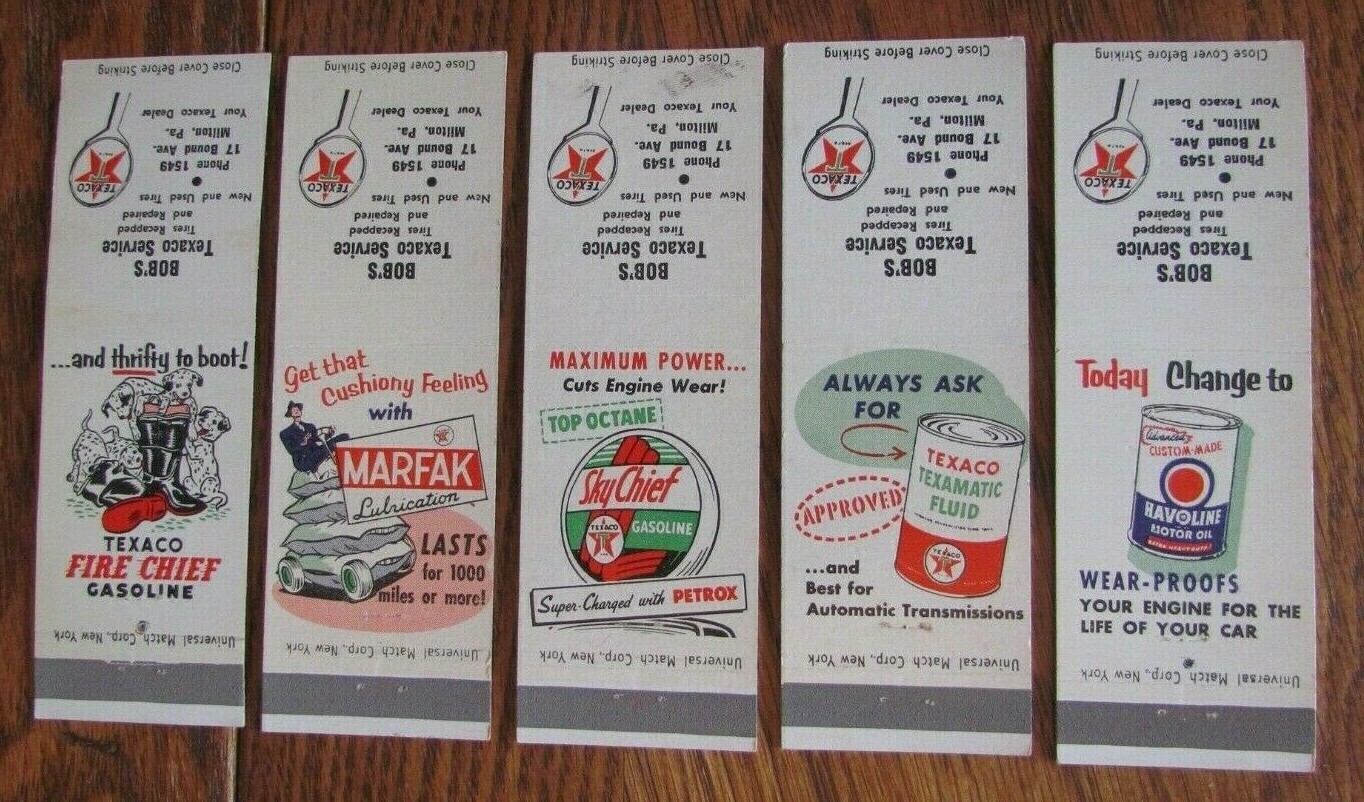 Close Cover Before Striking
Your Texaco Dealer
Milton, Pa.
17 Bound Ave.
Phone 1549
TEXACO
T
New and Used Tires
and Repaired
Tires Recapped
Texaco Service
BOB'S
...and thrifty to boot!
TEXACO
FIRE CHIEF
GASOLINE
Universal Match Corp., New York
Close Cover Before Striking
Your Texaco Dealer
Milton, Pa.
17 Bound Ave.
Phone 1549
TEXACO
T
New and Used Tires
and Repaired
Tires Recapped
Texaco Service
BOB'S
Get that
Cushiony Feeling
with
MARFAK
Lubrication
LASTS
for 1000
miles or more!
Universal Match Corp., New York
Close Cover Before Striking
Your Texaco Dealer
Milton, Pa.
17 Bound Ave.
Phone 1549
TEXACO
T
New and Used Tires
and Repaired
Tires Recapped
Texaco Service
BOB'S
MAXIMUM POWER...
Cuts Engine Wear!
TOP OCTANE
Sky Chief
GASOLINE
TEXACO
T
Super-Charged with PETROX
Universal Match Corp., New York
Close Cover Before Striking
Your Texaco Dealer
Milton, Pa.
17 Bound Ave.
Phone 1549
TEXACO
T
New and Used Tires
and Repaired
Tires Recapped
Texaco Service
BOB'S
ALWAYS ASK
FOR
TEXACO
TEXAMATIC
FLUID
APPROVED
TEXACO
T
...and
Best for
Automatic Transmissions
Universal Match Corp., New York
Close Cover Before Striking
Your Texaco Dealer
Milton, Pa.
17 Bound Ave.
Phone 1549
TEXACO
T
New and Used Tires
and Repaired
Tires Recapped
Texaco Service
BOB'S
Today Change to
Advanced
CUSTOM-MADE
HAVOLINE
MOTOR OIL
WEAR-PROOFS
YOUR ENGINE FOR THE
LIFE OF YOUR CAR
Universal Match Corp., New York